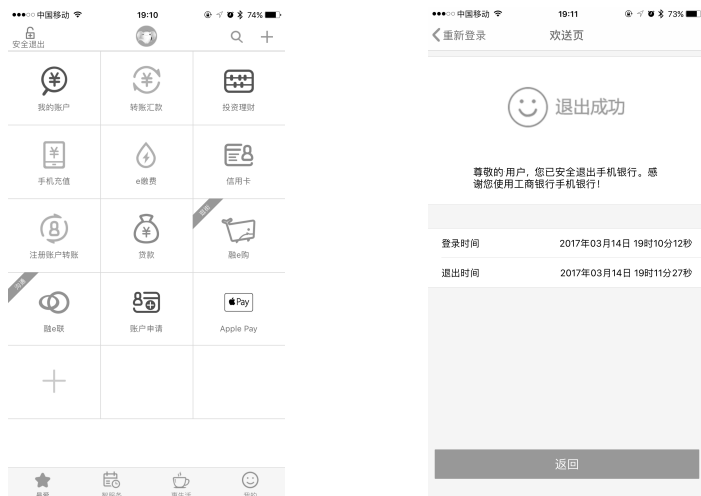 中国移动 19:10 74%
安全退出
我的账户 转账汇款 投资理财
手机充值 e缴费 信用卡
注册账户转账 贷款 融e购
融e联 账户申请 Pay
Apple Pay
我的
中国移动 19:11 73%
重新登录 欢送页
退出成功
尊敬的 用户，您已安全退出手机银行。感
谢您使用工商银行手机银行！
登录时间 2017年03月14日 19时10分12秒
退出时间 2017年03月14日 19时11分27秒
返回